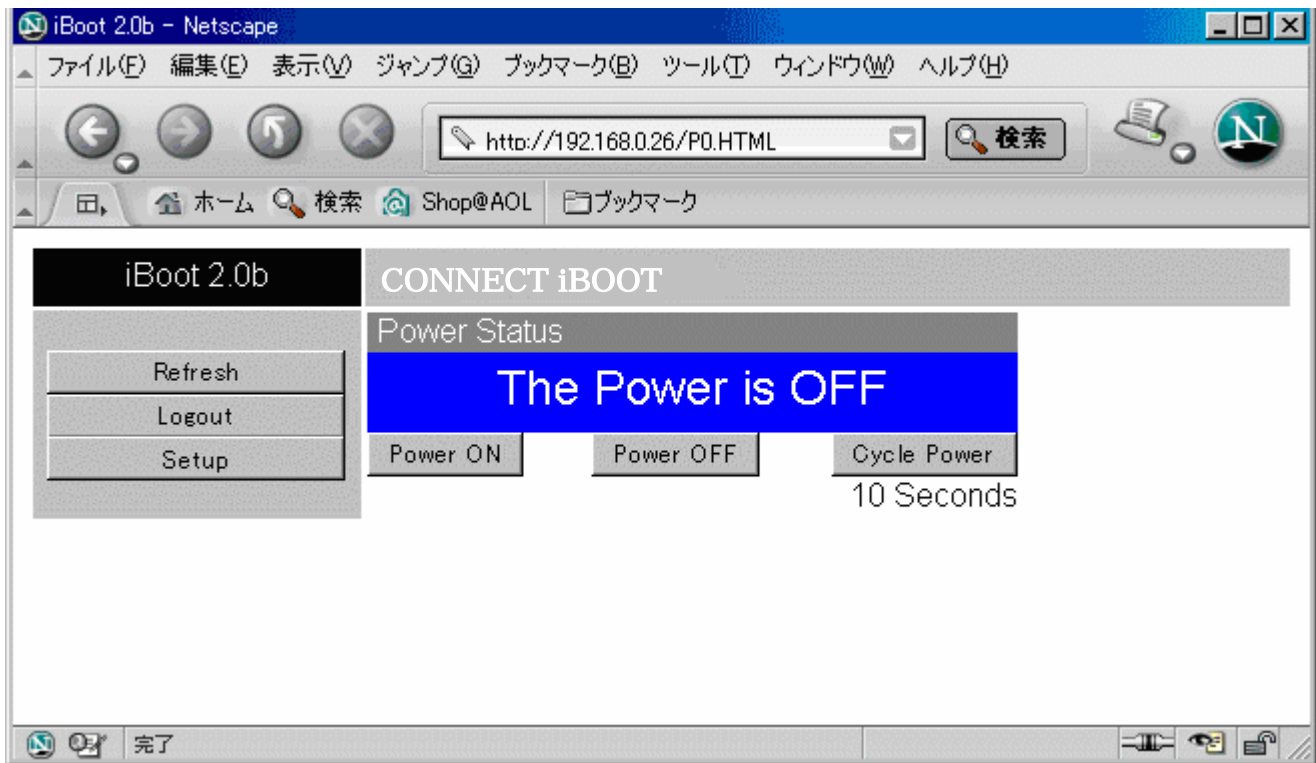 iBoot 2.0b - Netscape
ファイル(F) 編集(E) 表示(V) ジャンプ(G) ブックマーク(B) ツール(T) ウィンドウ(W) ヘルプ(H)
http://192.168.0.26/P0.HTML 検索 N
ホーム 検索 Shop@AOL ブックマーク
iBoot 2.0b
CONNECT iBOOT
Power Status
The Power is OFF
Refresh
Logout
Setup
Power ON Power OFF Cycle Power
10 Seconds
完了